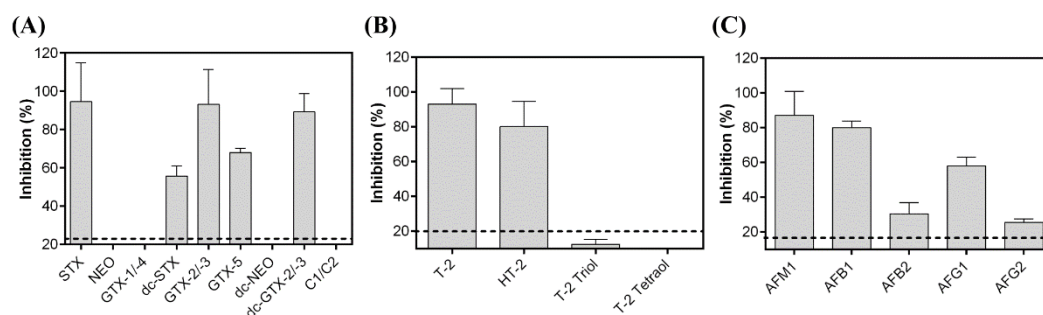 (A)
Inhibition (%)
120
100
80
60
40
20
STX
NEO
GTX-1/-4
dc-STX
GTX-2/-3
GTX-5
dc-NEO
dc-GTX-2/-3
C1/C2
(B)
Inhibition (%)
120
100
80
60
40
20
T-2
HT-2
T-2 Triol
T-2 Tetraol
(C)
Inhibition (%)
120
100
80
60
40
20
AFM1
AFB1
AFB2
AFG1
AFG2